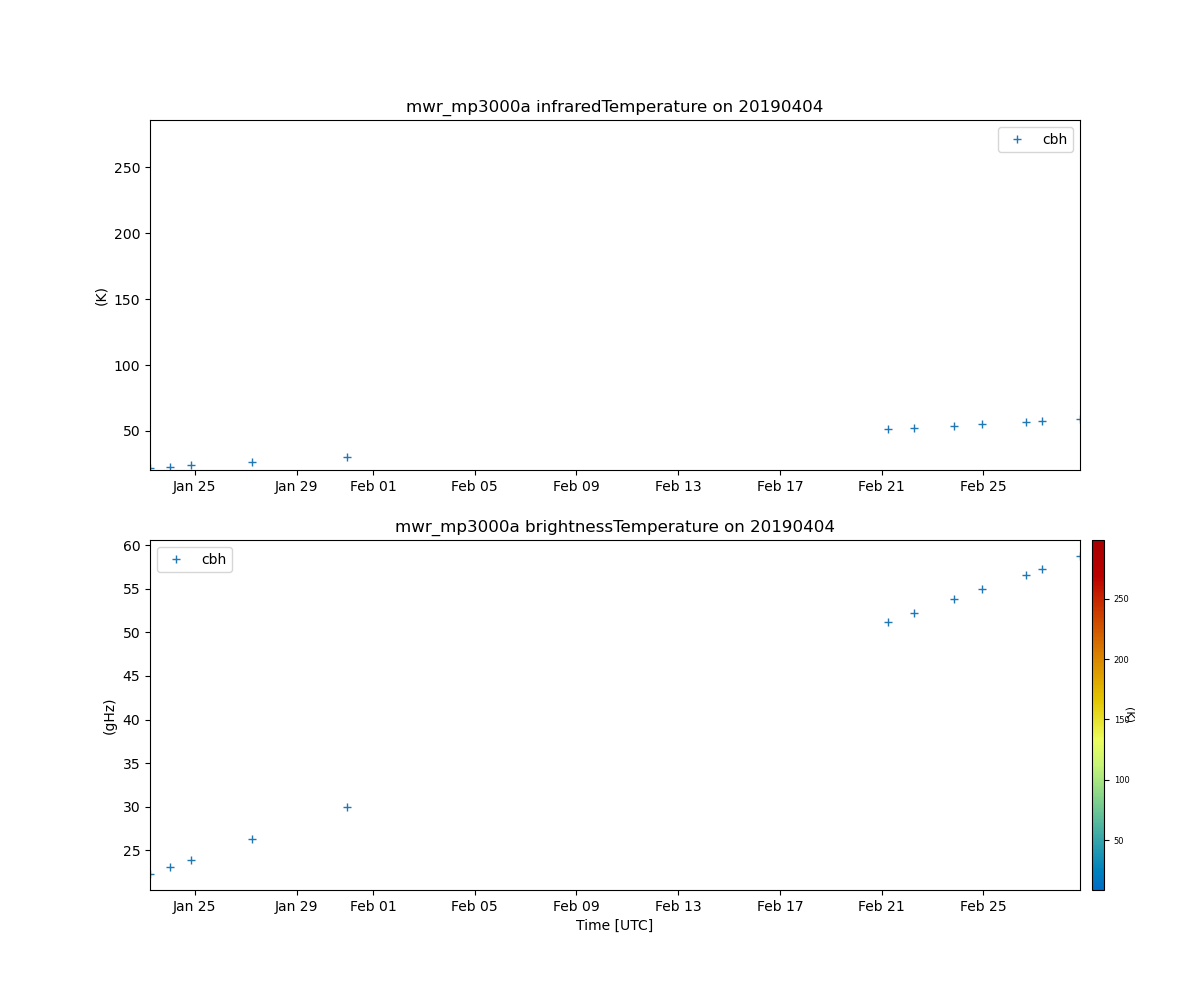 mwr_mp3000a infraredTemperature on 20190404
cbh
250
200
150
100
50
(K)
Jan 25 Jan 29 Feb 01 Feb 05 Feb 09 Feb 13 Feb 17 Feb 21 Feb 25
mwr_mp3000a brightnessTemperature on 20190404
cbh
60
55
50
45
40
35
30
25
(gHz)
Jan 25 Jan 29 Feb 01 Feb 05 Feb 09 Feb 13 Feb 17 Feb 21 Feb 25
Time [UTC]
250
200
150
100
50
(K)